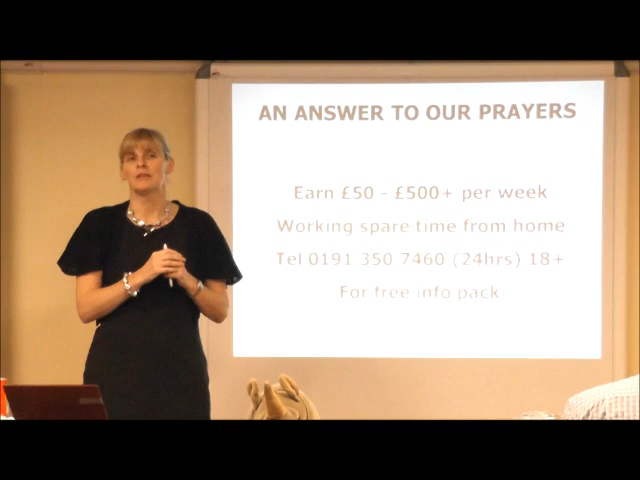 AN ANSWER TO OUR PRAYERS
Earn £50 - £500+ per week
Working spare time from home
Tel 0191 350 7460 (24hrs) 18+
For free info pack